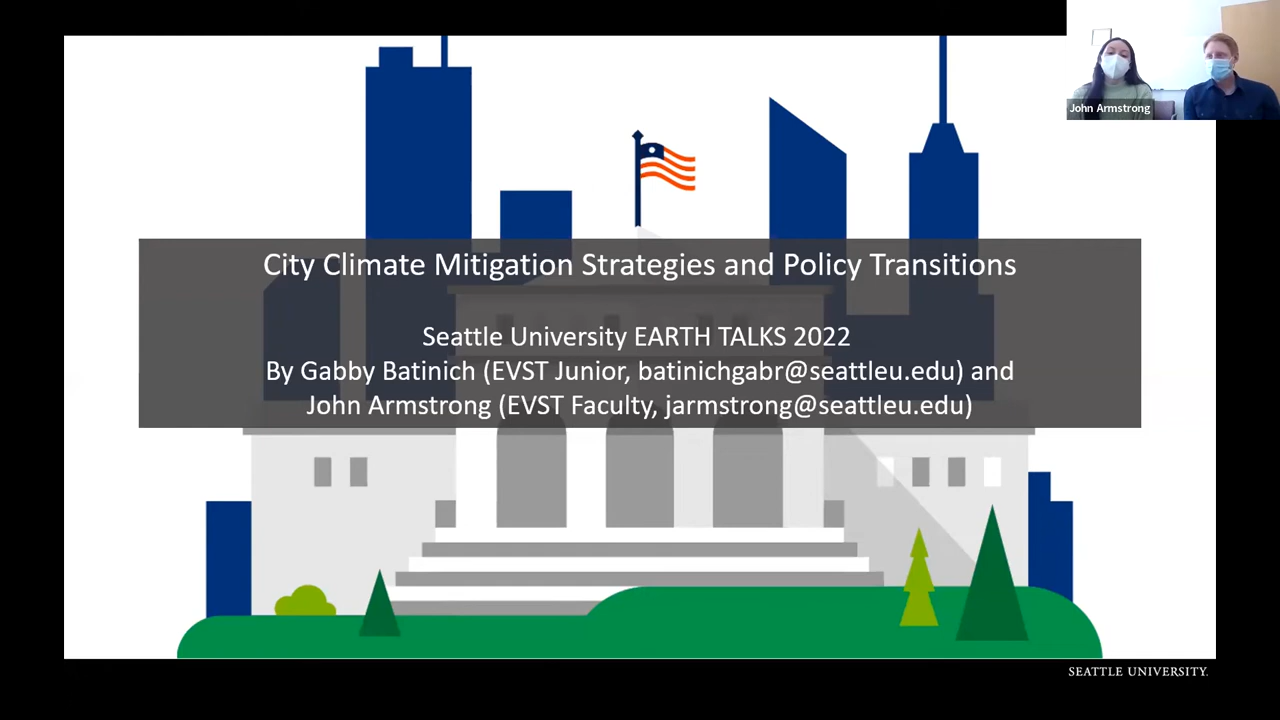 John Armstrong
City Climate Mitigation Strategies and Policy Transitions
Seattle University EARTH TALKS 2022
By Gabby Batinich (EVST Junior, batinichgabr@seattleu.edu) and
John Armstrong (EVST Faculty, jarmstrong@seattleu.edu)
SEATTLE UNIVERSITY